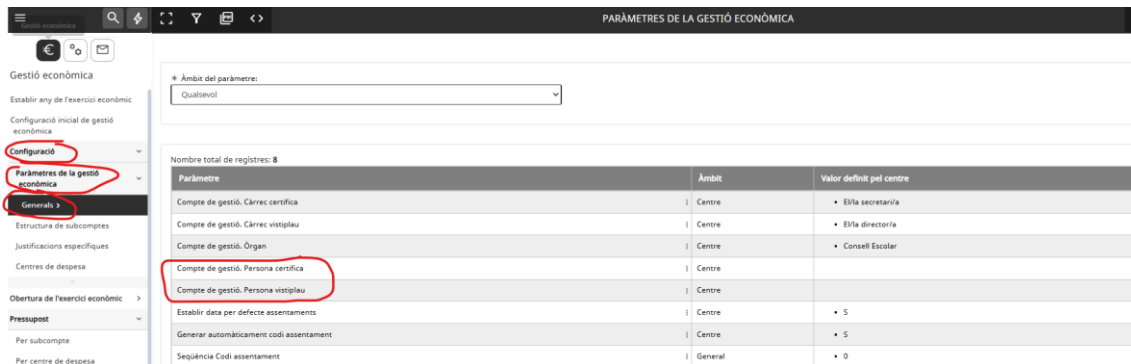 Gestió econòmica
PARÀMETRES DE LA GESTIÓ ECONÒMICA
Gestió econòmica
Establir any de l'exercici econòmic
Configuració inicial de gestió
econòmica
Configuració
Paràmetres de la gestió
econòmica
Generals >
Estructura de subcomptes
Justificacions específiques
Centres de despesa
Obertura de l'exercici econòmic >
Pressupost
Per subcompte
Per centre de despesa
* Àmbit del paràmetre:
Qualsevol
Nombre total de registres: 8
Paràmetre Àmbit Valor definit pel centre
Compte de gestió. Càrrec certifica Centre • El/la secretari/a
Compte de gestió. Càrrec vistiplau Centre • El/la director/a
Compte de gestió. Òrgan Centre • Consell Escolar
Compte de gestió. Persona certifica Centre
Compte de gestió. Persona vistiplau Centre
Establir data per defecte assentaments Centre • S
Generar automàticament codi assentament Centre • S
Seqüència Codi assentament General • 0